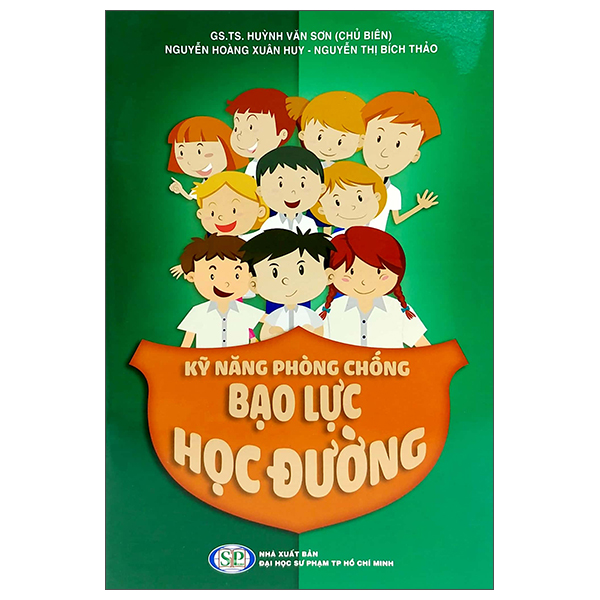 GS.TS. HUỲNH VĂN SƠN (CHỦ BIÊN)
NGUYỄN HOÀNG XUÂN HUY - NGUYỄN THỊ BÍCH THẢO
KỸ NĂNG PHÒNG CHỐNG
BẠO LỰC
HỌC ĐƯỜNG
SP
NHÀ XUẤT BẢN
ĐẠI HỌC SƯ PHẠM TP HỒ CHÍ MINH